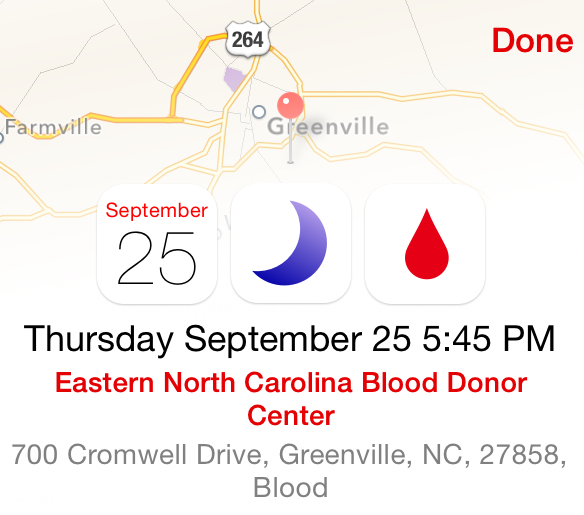 264
Done
Farmville
Greenville
September
25
Thursday September 25 5:45 PM
Eastern North Carolina Blood Donor
Center
700 Cromwell Drive, Greenville, NC, 27858,
Blood